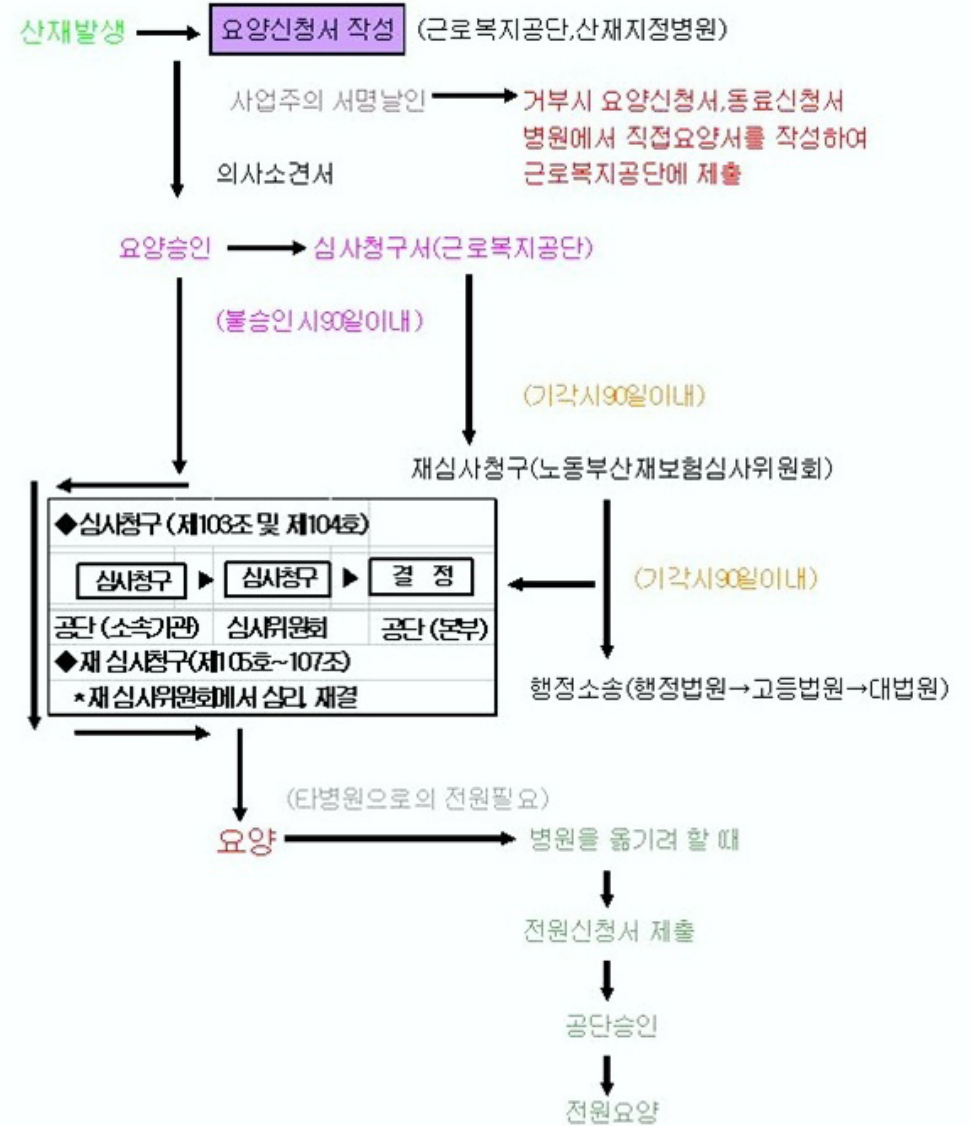 산재발생 → 요양신청서 작성 (근로복지공단,산재지정병원)
사업주의 서명날인 → 거부시 요양신청서,동료신청서
병원에서 직접요양서를 작성하여
근로복지공단에 제출
의사소견서
요양승인 → 심사청구서(근로복지공단)
(불승인시90일이내)
(기각시90일이내)
재심사청구(노동부산재보험심사위원회)
◆심사청구 (제103조 및 제104호)
심사청구 ▶ 심사청구 ▶ 결 정
공단 (소속기관) 심사위원회 공단 (본부)
◆재 심사청구(제105호~107조)
*재 심사위원회에서 심리, 재결
(기각시90일이내)
행정소송(행정법원→고등법원→대법원)
(타병원으로의 전원필요)
요양 → 병원을 옮기려 할 때
전원신청서 제출
공단승인
전원요양